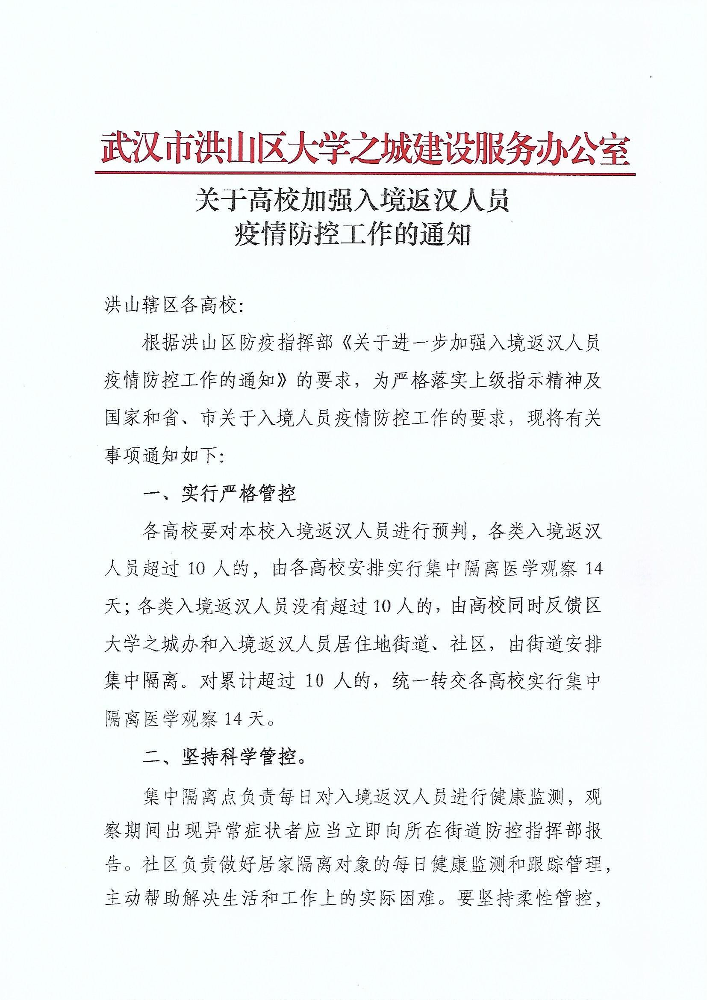 武汉市洪山区大学之城建设服务办公室
关于高校加强入境返汉人员
疫情防控工作的通知
洪山辖区各高校：
根据洪山区防疫指挥部《关于进一步加强入境返汉人员
疫情防控工作的通知》的要求，为严格落实上级指示精神及
国家和省、市关于入境人员疫情防控工作的要求，现将有关
事项通知如下：
一、实行严格管控
各高校要对本校入境返汉人员进行预判，各类入境返汉
人员超过 10 人的，由各高校安排实行集中隔离医学观察 14
天；各类入境返汉人员没有超过 10 人的，由高校同时反馈区
大学之城办和入境返汉人员居住地街道、社区，由街道安排
集中隔离。对累计超过 10 人的，统一转交各高校实行集中
隔离医学观察 14 天。
二、坚持科学管控。
集中隔离点负责每日对入境返汉人员进行健康监测，观
察期间出现异常症状者应当立即向所在街道防控指挥部报
告。社区负责做好居家隔离对象的每日健康监测和跟踪管理，
主动帮助解决生活和工作上的实际困难。要坚持柔性管控，